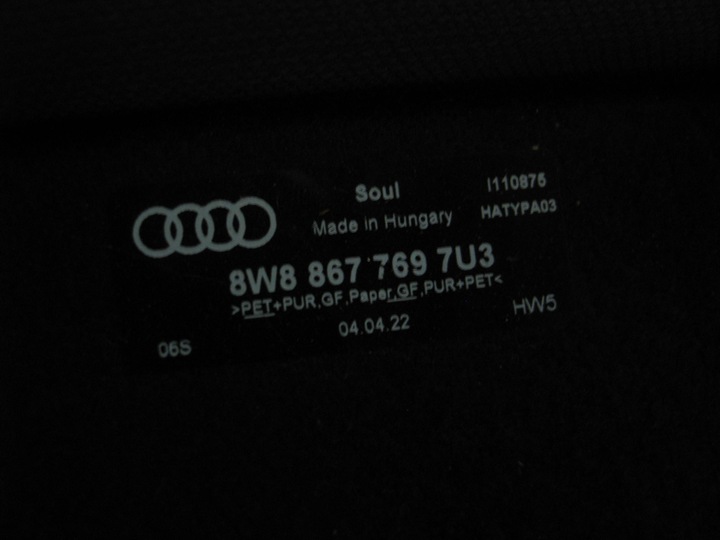 Soul
I110875
Made in Hungary
HATYPA03
8W8 867 769 7U3
>PET+PUR,GF,Paper,GF,PUR+PET<
04.04.22
HW5
06S